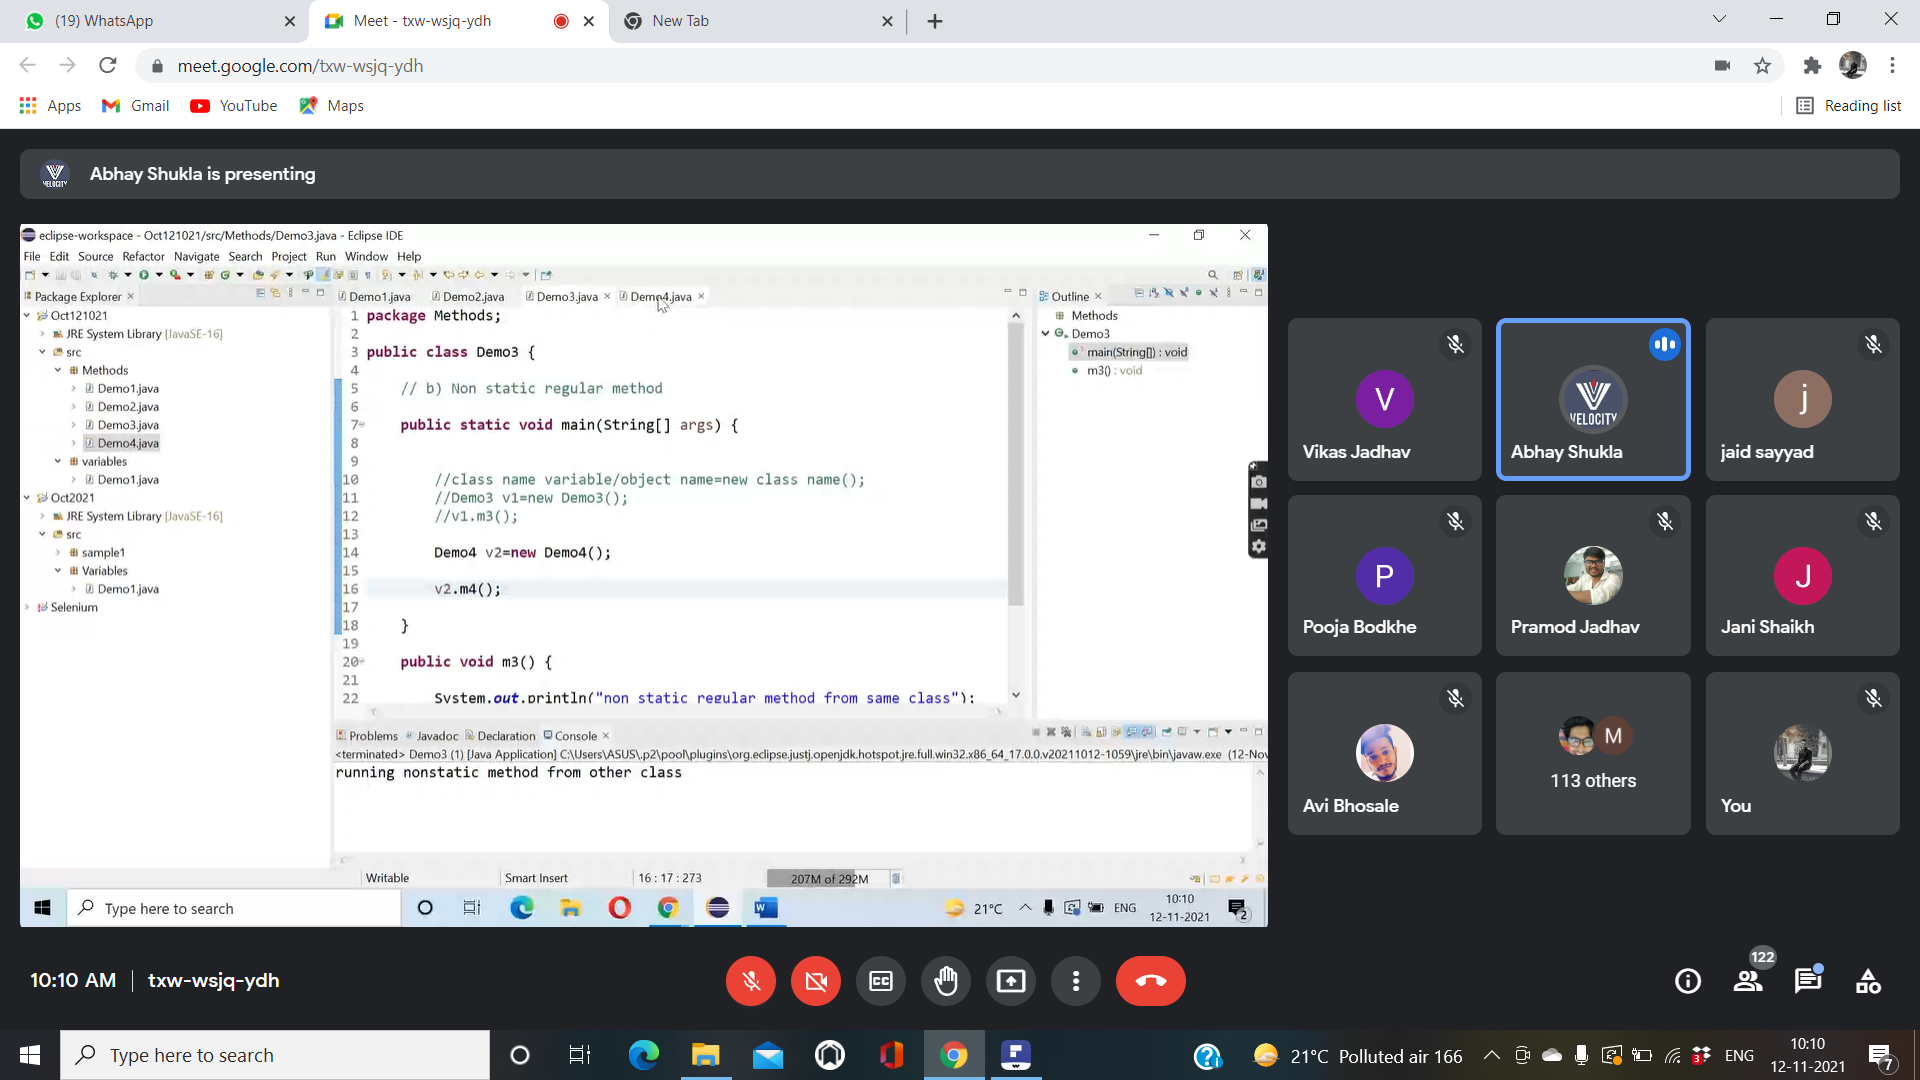 (19) WhatsApp
Meet - txw-wsjq-ydh
New Tab
meet.google.com/txw-wsjq-ydh
Apps
Gmail
YouTube
Maps
Reading list
VELOCITY
Abhay Shukla is presenting
eclipse-workspace - Oct121021/src/Methods/Demo3.java - Eclipse IDE
File Edit Source Refactor Navigate Search Project Run Window Help
Package Explorer
Oct121021
JRE System Library [JavaSE-16]
src
Methods
Demo1.java
Demo2.java
Demo3.java
Demo4.java
variables
Demo1.java
Oct2021
JRE System Library [JavaSE-16]
src
sample1
Variables
Demo1.java
Selenium
Demo1.java
Demo2.java
Demo3.java
Demo4.java
1 package Methods;
2
3 public class Demo3 {
4
5 // b) Non static regular method
6
7 public static void main(String[] args) {
8
9
10 //class name variable/object name=new class name();
11 //Demo3 v1=new Demo3();
12 //v1.m3();
13
14 Demo4 v2=new Demo4();
15
16 v2.m4();
17
18 }
19
20 public void m3() {
21
22 System.out.println("non static regular method from same class");
Outline
Methods
Demo3
main(String[]) : void
m3() : void
Problems
Javadoc
Declaration
Console
<terminated> Demo3 (1) [Java Application] C:\Users\ASUS\.p2\pool\plugins\org.eclipse.justj.openjdk.hotspot.jre.full.win32.x86_64_17.0.0.v20211012-1059\jre\bin\javaw.exe (12-Nov
running nonstatic method from other class
Writable
Smart Insert
16 : 17 : 273
207M of 292M
Type here to search
21°C
ENG
10:10
12-11-2021
2
V
Vikas Jadhav
VELOCITY
Abhay Shukla
j
jaid sayyad
P
Pooja Bodkhe
Pramod Jadhav
J
Jani Shaikh
Avi Bhosale
M
113 others
You
10:10 AM
txw-wsjq-ydh
CC
122
Type here to search
21°C Polluted air 166
3
ENG
10:10
12-11-2021
7